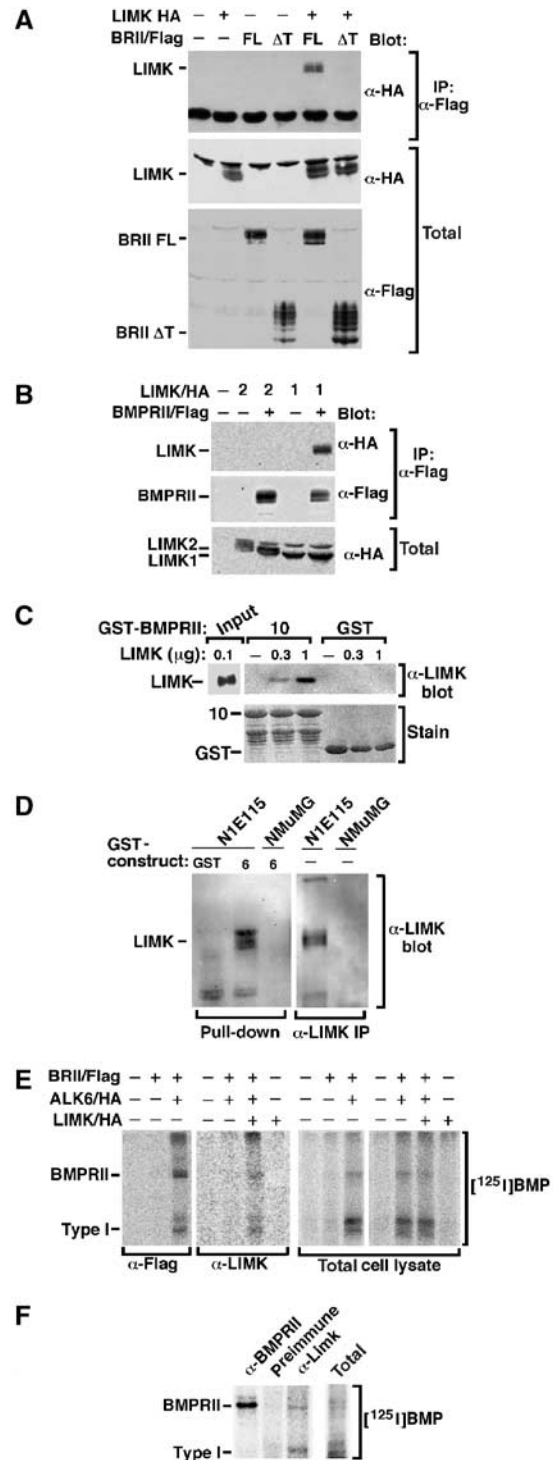 A
LIMK HA – + – – + +
BRII/Flag – – FL ΔT FL ΔT Blot:
LIMK – α-HA IP: α-Flag
LIMK – α-HA
BRII FL – α-Flag Total
BRII ΔT –
B
LIMK/HA – 2 2 1 1
BMPRII/Flag – – + – + Blot:
LIMK – α-HA IP: α-Flag
BMPRII – α-Flag
LIMK2 α-HA Total
LIMK1
C
GST-BMPRII: Input 10 GST
LIMK (μg) 0.1 – 0.3 1 – 0.3 1
LIMK – α-LIMK blot
10 – Stain
GST –
D
N1E115 NMuMG N1E115 NMuMG
GST-construct: GST 6 6 – –
LIMK – α-LIMK blot
Pull-down α-LIMK IP
E
BRII/Flag – + + – + + – – + + – + + –
ALK6/HA – – + – + + – – – + – + + –
LIMK/HA – – – – – + + – – – – – + +
BMPRII – [125I]BMP
Type I –
α-Flag α-LIMK Total cell lysate
F
α-BMPRII Preimmune α-Limk Total
BMPRII – [125I]BMP
Type I –